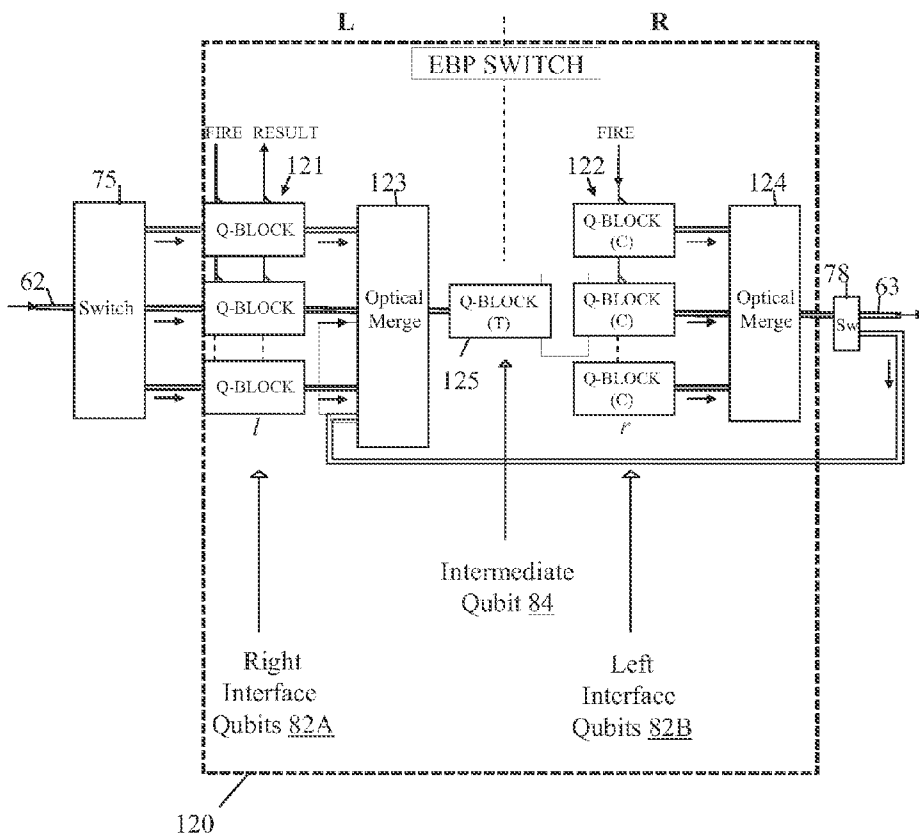 L
R
EBP SWITCH
FIRE
RESULT
FIRE
75
121
123
122
124
Q-BLOCK
Q-BLOCK
(C)
62
78
63
Switch
Q-BLOCK
Optical
Merge
Q-BLOCK
(T)
Q-BLOCK
(C)
Optical
Merge
Sw
125
Q-BLOCK
Q-BLOCK
(C)
l
r
Intermediate
Qubit 84
Right
Interface
Qubits 82A
Left
Interface
Qubits 82B
120